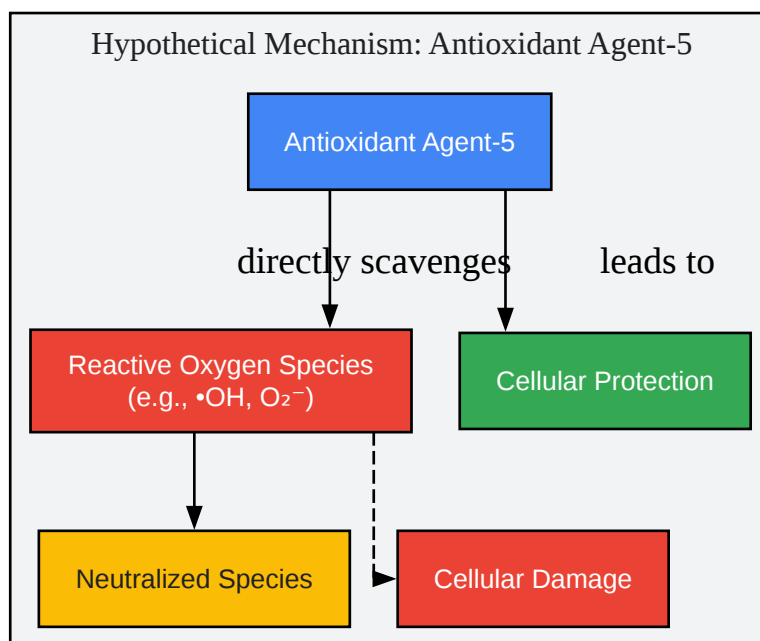 Hypothetical Mechanism: Antioxidant Agent-5
Antioxidant Agent-5
directly scavenges
leads to
Reactive Oxygen Species
(e.g., •OH, O₂⁻)
Cellular Protection
Neutralized Species
Cellular Damage